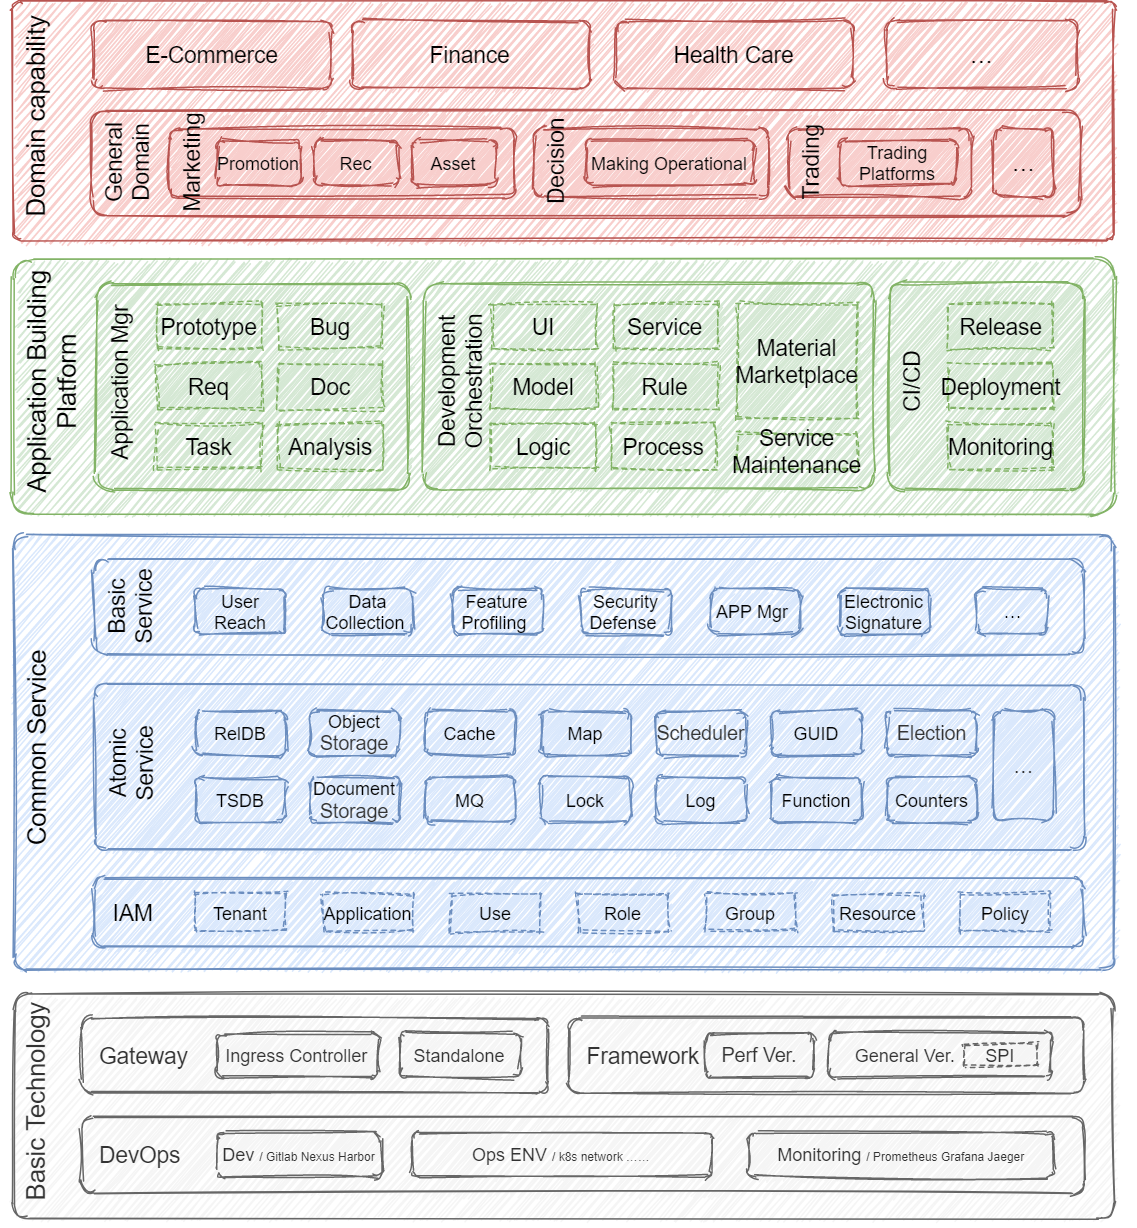 Domain capability
E-Commerce
Finance
Health Care
...
General
Domain
Marketing
Promotion
Rec
Asset
Decision
Making Operational
Trading
Trading
Platforms
...
Application Building
Platform
Application Mgr
Prototype
Bug
Req
Doc
Task
Analysis
Development
Orchestration
UI
Service
Model
Rule
Logic
Process
Material
Marketplace
Service
Maintenance
CI/CD
Release
Deployment
Monitoring
Common Service
Basic
Service
User
Reach
Data
Collection
Feature
Profiling
Security
Defense
APP Mgr
Electronic
Signature
...
Atomic
Service
RelDB
Object
Storage
Cache
Map
Scheduler
GUID
Election
TSDB
Document
Storage
MQ
Lock
Log
Function
Counters
...
IAM
Tenant
Application
Use
Role
Group
Resource
Policy
Basic Technology
Gateway
Ingress Controller
Standalone
Framework
Perf Ver.
General Ver.
SPI
DevOps
Dev / Gitlab Nexus Harbor
Ops ENV / k8s network ……
Monitoring / Prometheus Grafana Jaeger